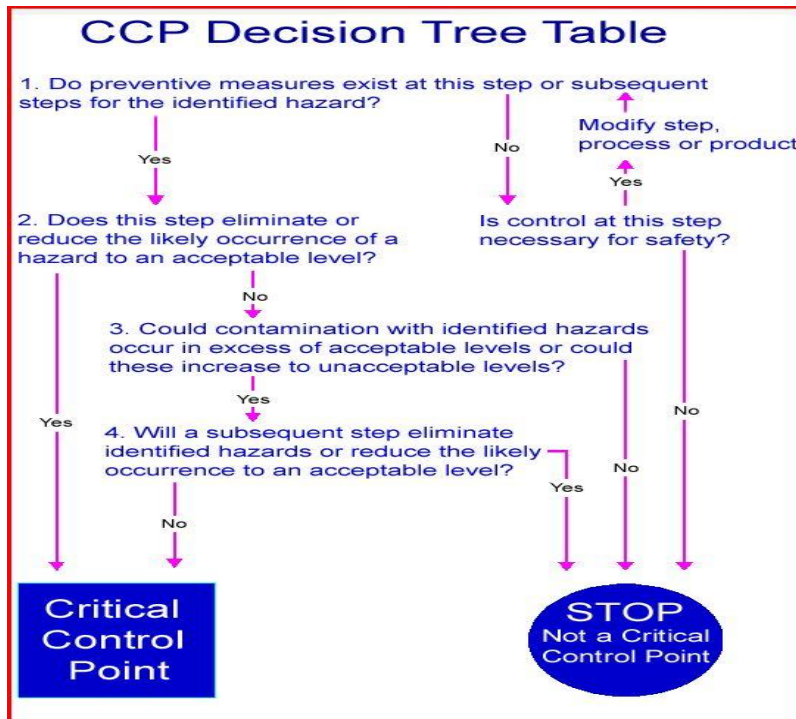 CCP Decision Tree Table
1. Do preventive measures exist at this step or subsequent
steps for the identified hazard?
Modify step,
process or product
Yes
No
Yes
2. Does this step eliminate or
reduce the likely occurrence of a
hazard to an acceptable level?
Is control at this step
necessary for safety?
No
3. Could contamination with identified hazards
occur in excess of acceptable levels or could
these increase to unacceptable levels?
Yes
Yes
No
4. Will a subsequent step eliminate
identified hazards or reduce the likely
occurrence to an acceptable level?
No
Yes
No
Critical
Control
Point
STOP
Not a Critical
Control Point